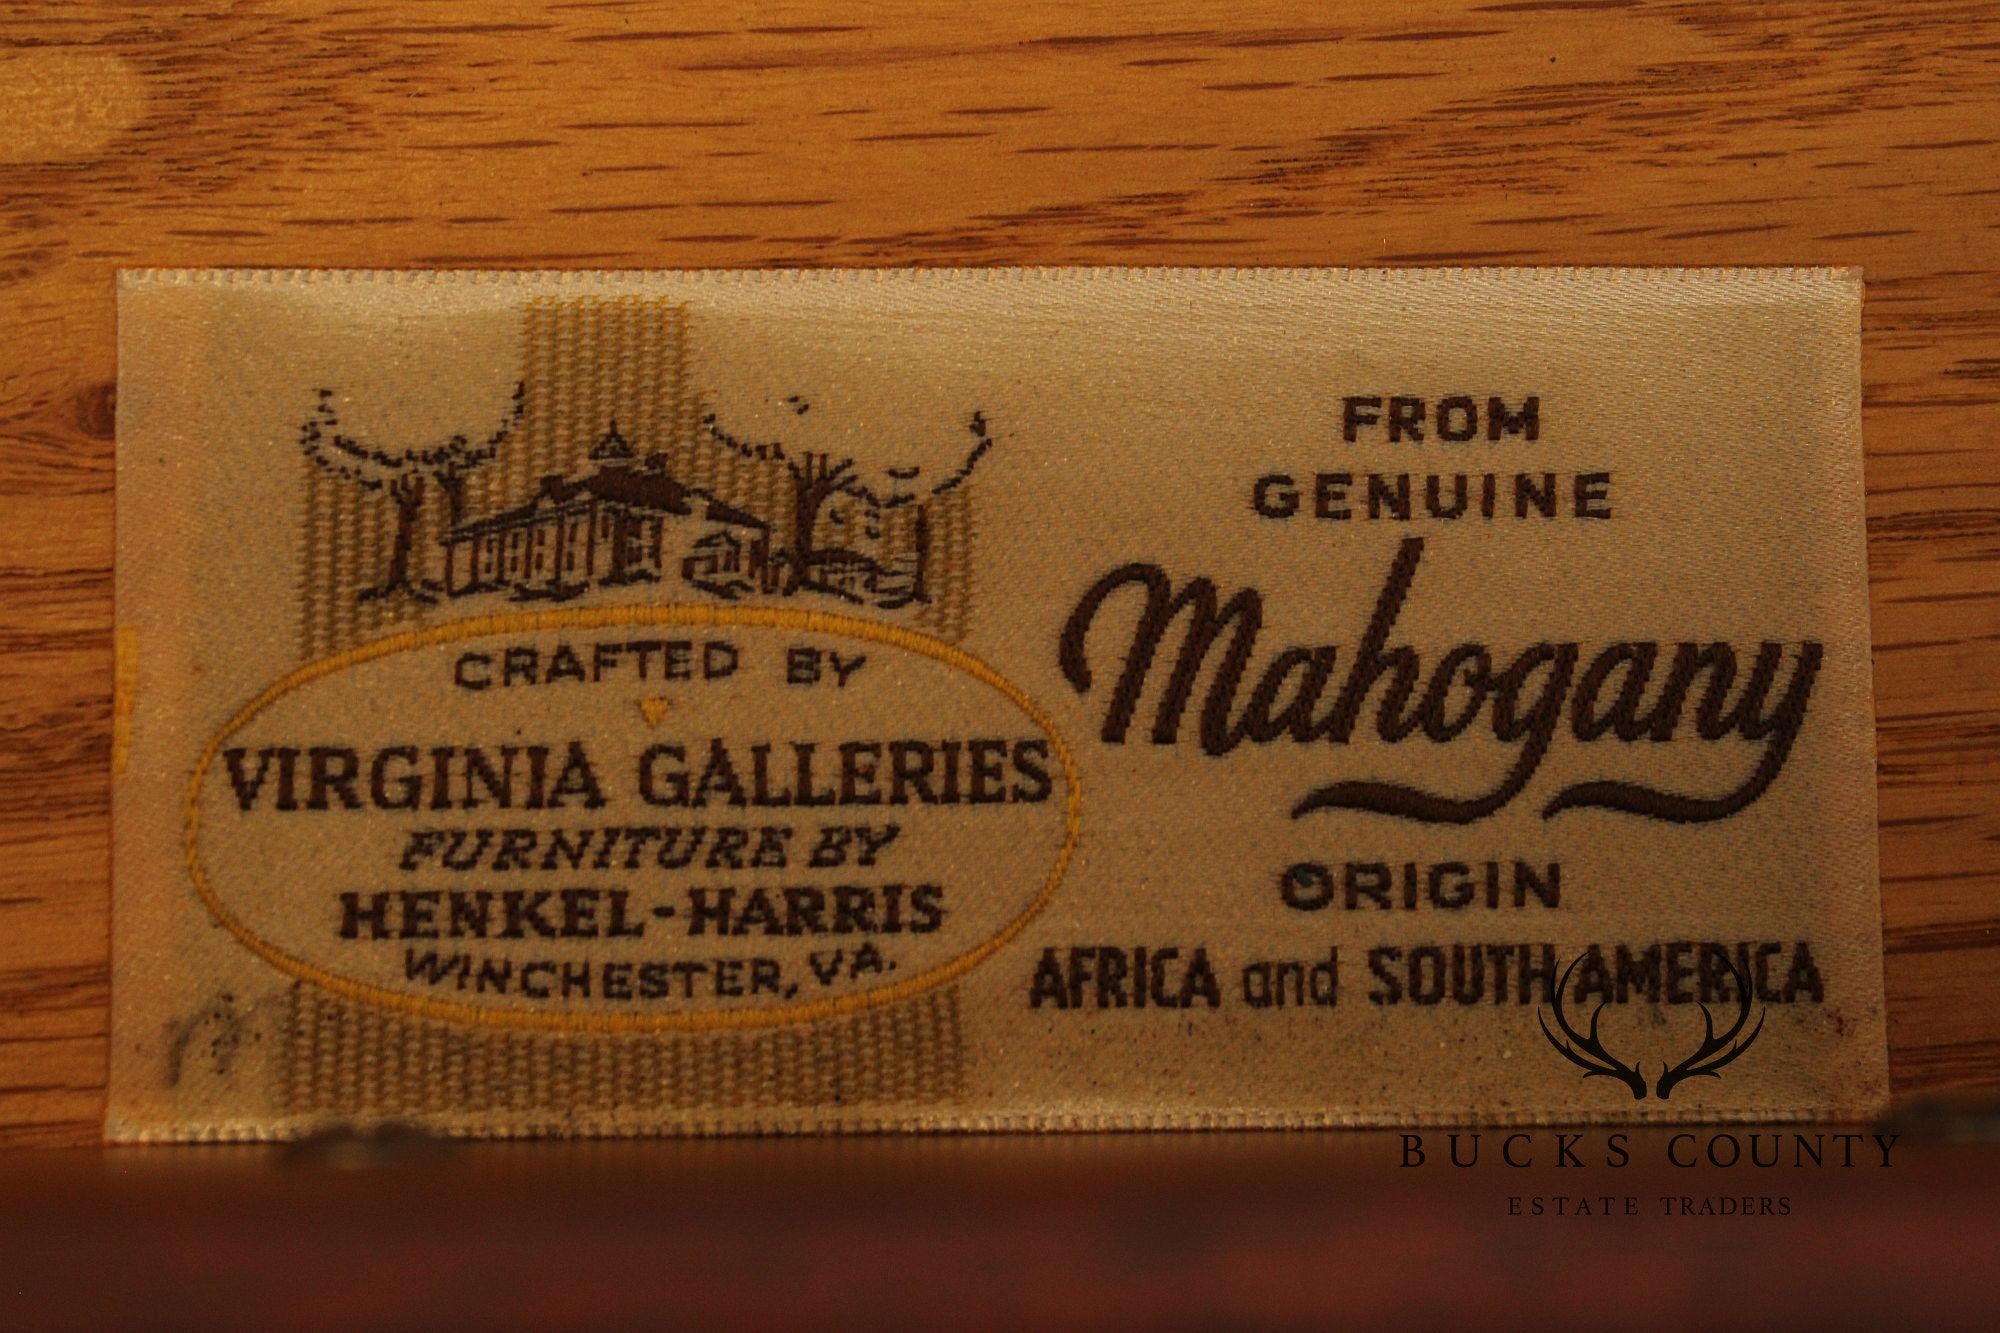 CRAFTED BY
VIRGINIA GALLERIES
FURNITURE BY
HENKEL-HARRIS
WINCHESTER, VA.
FROM
GENUINE
Mahogany
ORIGIN
AFRICA and SOUTH AMERICA
BUCKS COUNTY
ESTATE TRADERS